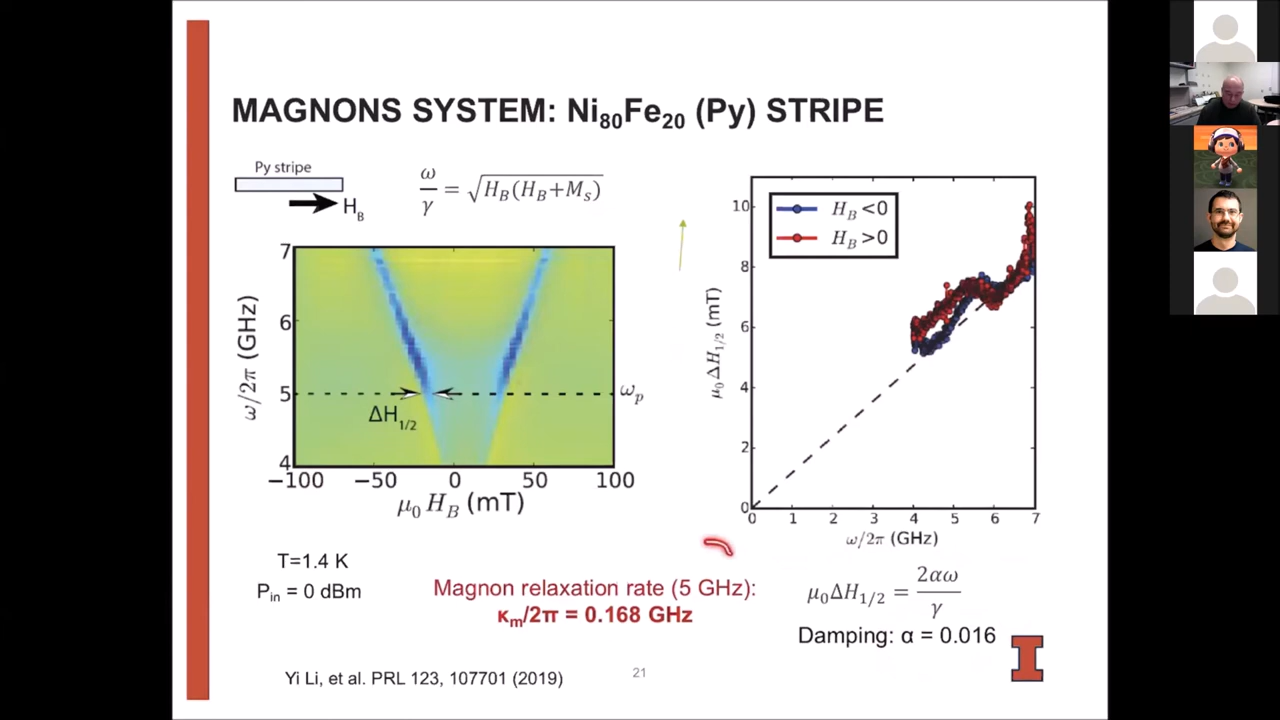 MAGNONS SYSTEM: Ni₈₀Fe₂₀ (Py) STRIPE
Py stripe
H_B
ω/γ = √H_B(H_B+M_s)
7
6
5
4
ω/2π (GHz)
ΔH_1/2
ω_p
−100 −50 0 50 100
μ₀ H_B (mT)
H_B <0
H_B >0
10
8
6
4
2
0
μ₀ΔH_1/2 (mT)
0 1 2 3 4 5 6 7
ω/2π (GHz)
T=1.4 K
P_in = 0 dBm
Magnon relaxation rate (5 GHz):
κ_m/2π = 0.168 GHz
μ₀ΔH_1/2 = 2αω/γ
Damping: α = 0.016
Yi Li, et al. PRL 123, 107701 (2019)
21